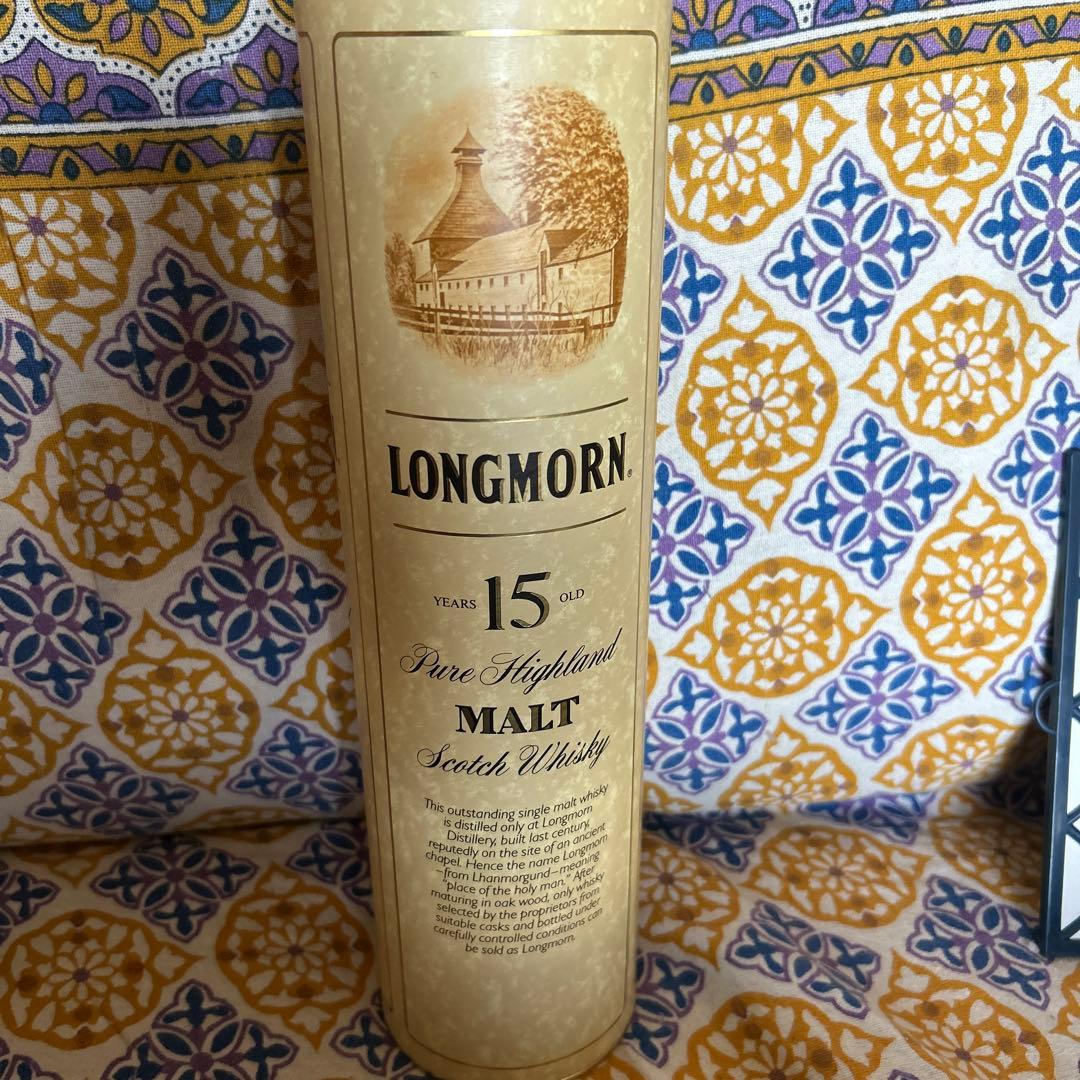 LONGMORN®
YEARS 15 OLD
Pure Highland
MALT
Scotch Whisky
This outstanding single malt whisky
is distilled only at Longmorn
Distillery, built last century,
reputedly on the site of an ancient
chapel. Hence the name Longmorn
–from Lhanmorgund–meaning
"place of the holy man." After
maturing in oak wood, only whisky
selected by the proprietors from
suitable casks and bottled under
carefully controlled conditions can
be sold as Longmorn.